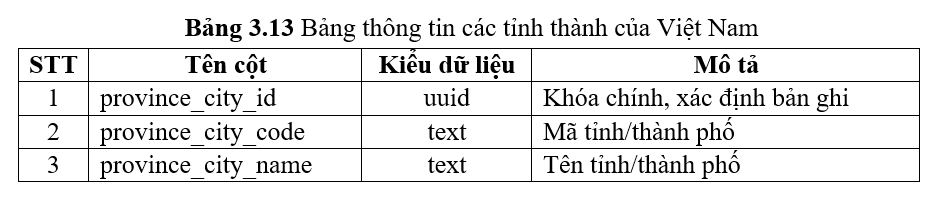 Bảng 3.13 Bảng thông tin các tỉnh thành của Việt Nam
STT Tên cột Kiểu dữ liệu Mô tả
1 province_city_id uuid Khóa chính, xác định bản ghi
2 province_city_code text Mã tỉnh/thành phố
3 province_city_name text Tên tỉnh/thành phố